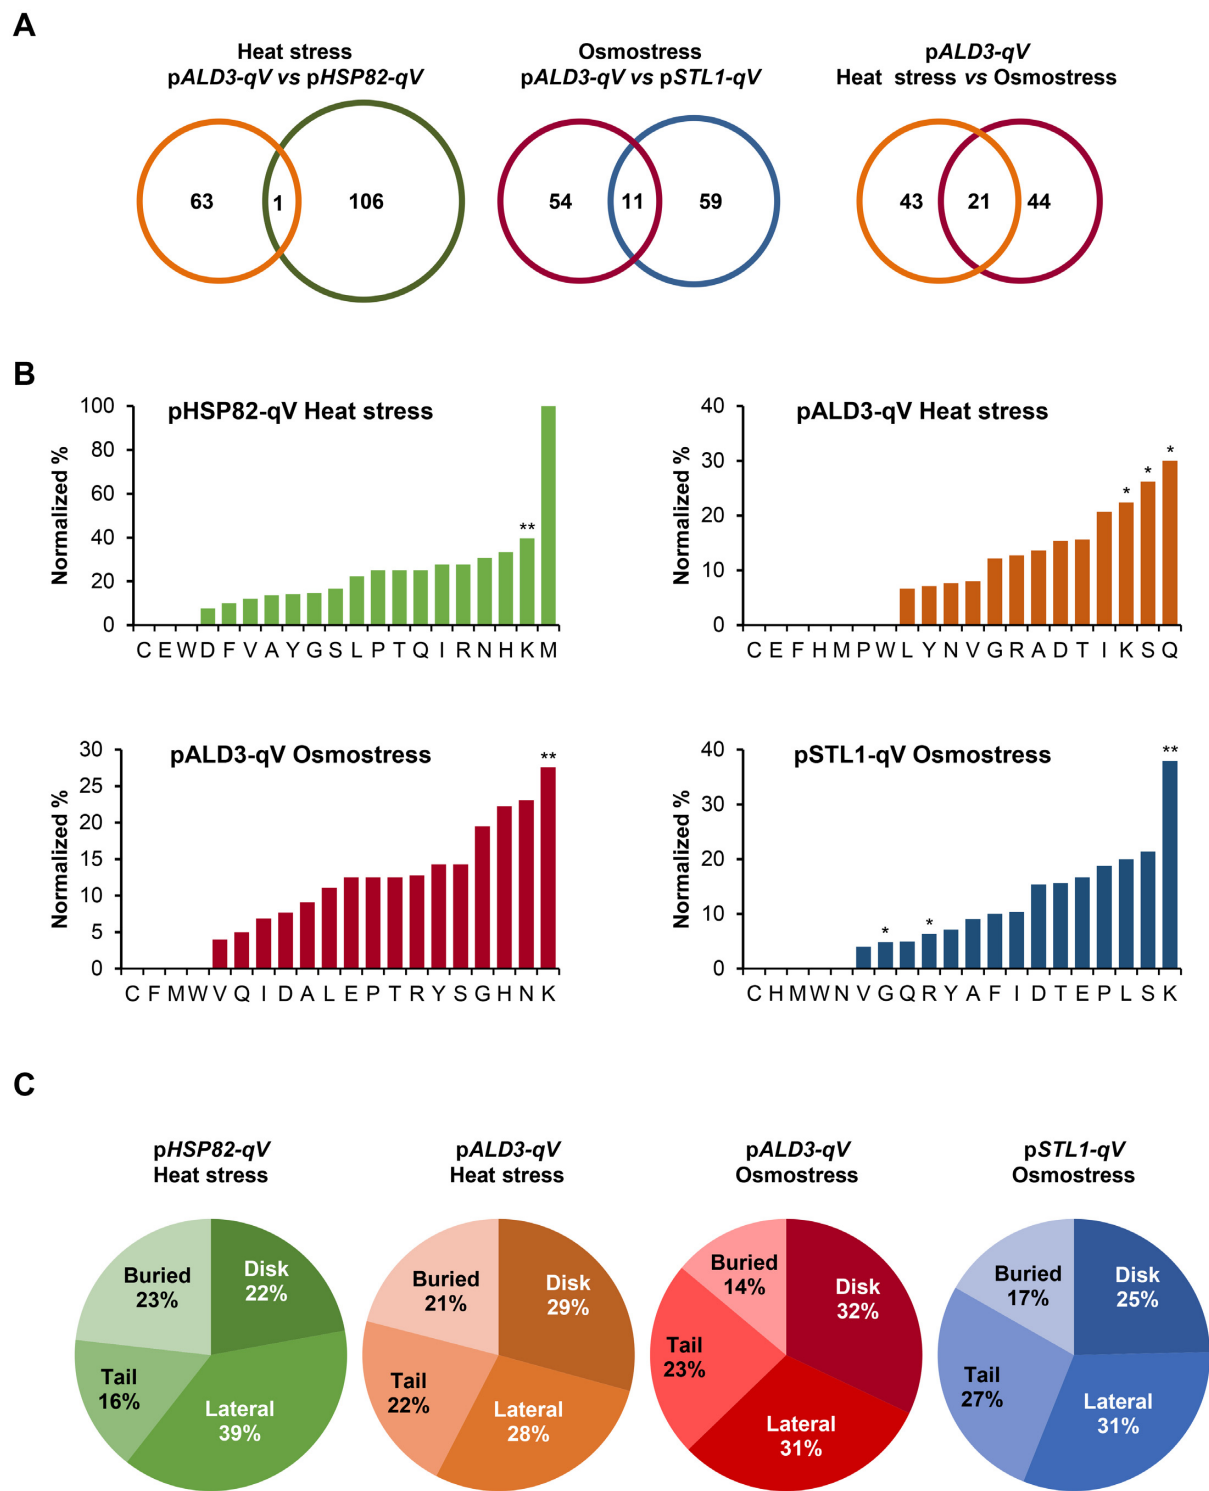 A
Heat stress
pALD3-qV vs pHSP82-qV
Osmostress
pALD3-qV vs pSTL1-qV
pALD3-qV
Heat stress vs Osmostress
63
1
106
54
11
59
43
21
44
B
pHSP82-qV Heat stress
Normalized %
100
80
60
40
20
0
**
C E W D F V A Y G S L P T Q I R N H K M
pALD3-qV Heat stress
Normalized %
40
30
20
10
0
* * *
C E F H M P W L Y N V G R A D T I K S Q
pALD3-qV Osmostress
Normalized %
30
25
20
15
10
5
0
**
C F M W V Q I D A L E P T R Y S G H N K
pSTL1-qV Osmostress
Normalized %
40
30
20
10
0
* * **
C H M W N V G Q R Y A F I D T E P L S K
C
pHSP82-qV
Heat stress
Buried
23%
Disk
22%
Tail
16%
Lateral
39%
pALD3-qV
Heat stress
Buried
21%
Disk
29%
Tail
22%
Lateral
28%
pALD3-qV
Osmostress
Buried
14%
Disk
32%
Tail
23%
Lateral
31%
pSTL1-qV
Osmostress
Buried
17%
Disk
25%
Tail
27%
Lateral
31%